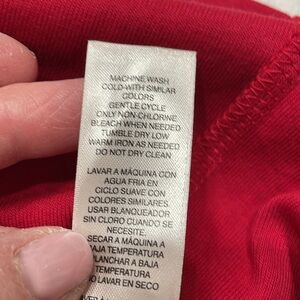 MACHINE WASH
COLD-WITH SIMILAR
COLORS
GENTLE CYCLE
ONLY NON-CHLORINE
BLEACH WHEN NEEDED
TUMBLE DRY LOW
WARM IRON AS NEEDED
DO NOT DRY CLEAN
LAVAR A MÁQUINA CON
AGUA FRIA EN
CICLO SUAVE CON
COLORES SIMILARES
USAR BLANQUEADOR
SIN CLORO CUANDO SE
NECESITE.
SECAR A MÁQUINA A
BAJA TEMPERATURA
PLANCHAR A BAJA
TEMPERATURA
NO LAVAR EN SECO